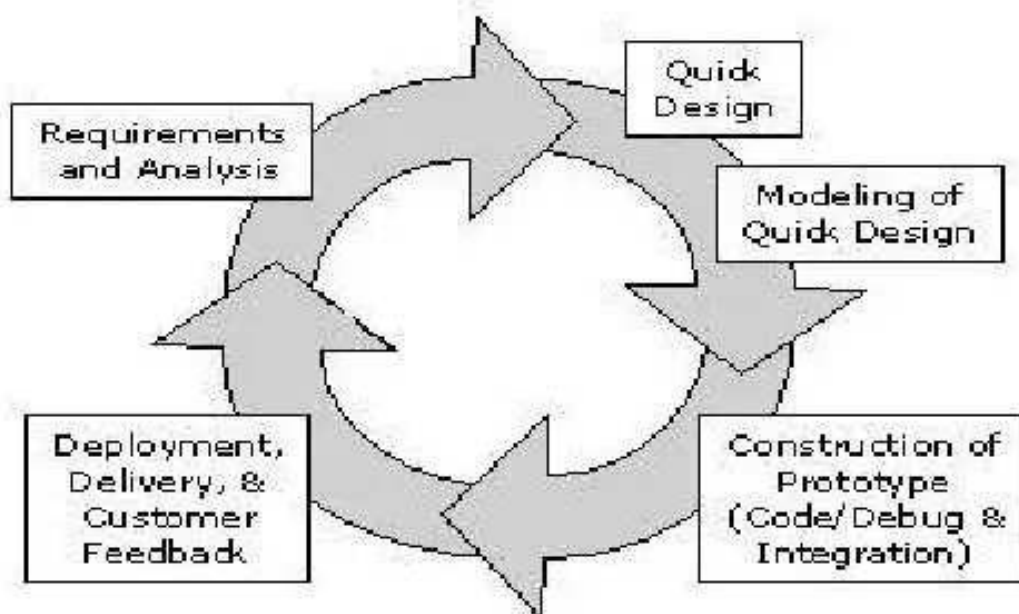 Quick
Design
Requirements
and Analysis
Modeling of
Quick Design
Construction of
Prototype
(Code/Debug &
Integration)
Deployment,
Delivery, &
Customer
Feedback